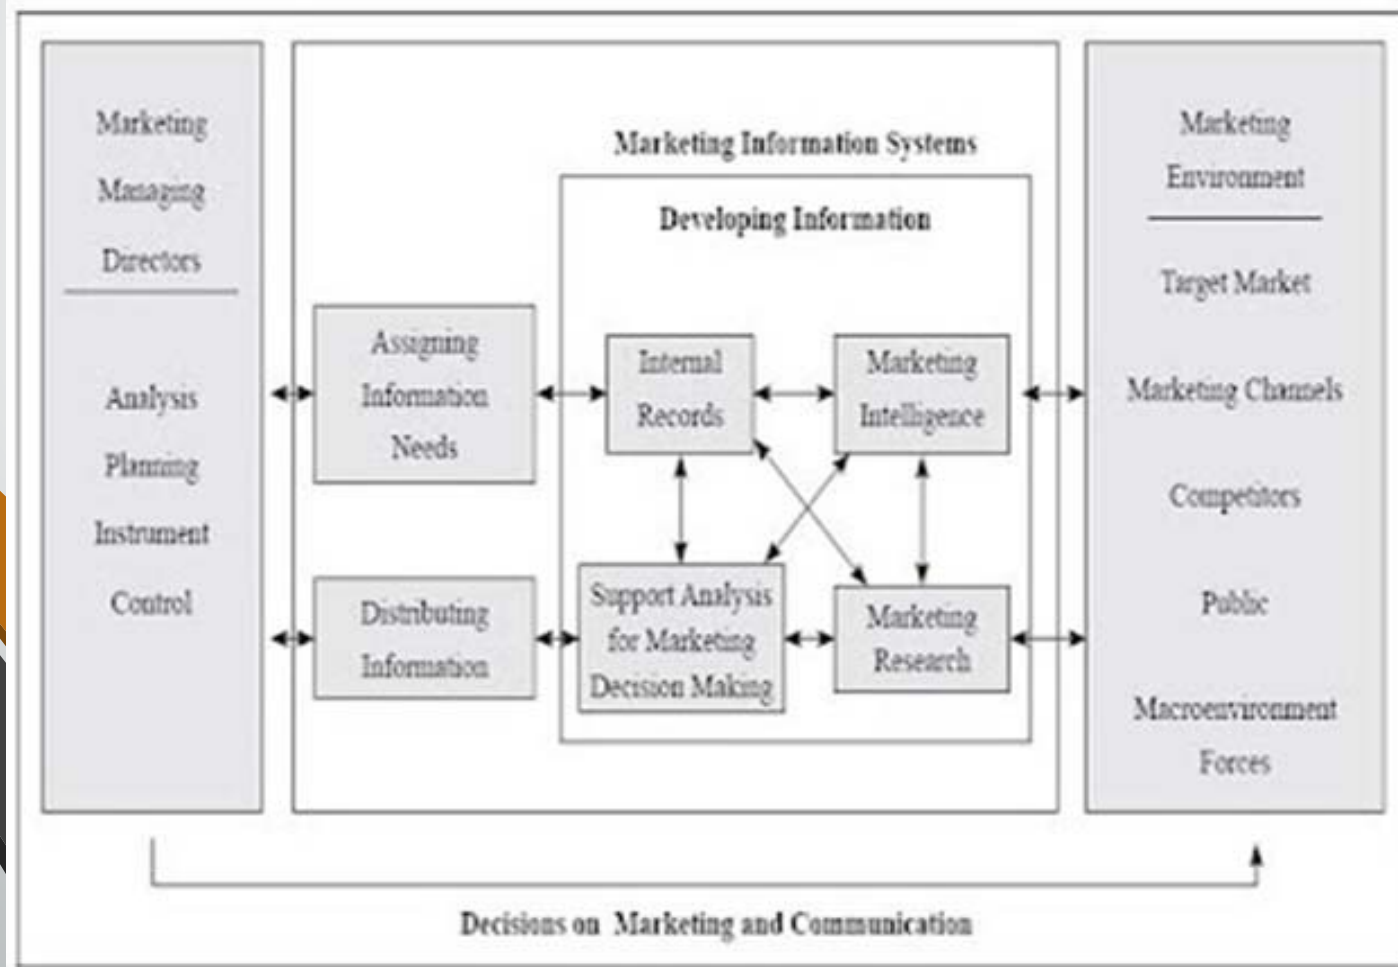 Marketing
Managing
Directors
Analysis
Planning
Instrument
Control
Marketing Information Systems
Developing Information
Assigning
Information
Needs
Internal
Records
Marketing
Intelligence
Distributing
Information
Support Analysis
for Marketing
Decision Making
Marketing
Research
Marketing
Environment
Target Market
Marketing Channels
Competitors
Public
Macroenvironment
Forces
Decisions on Marketing and Communication